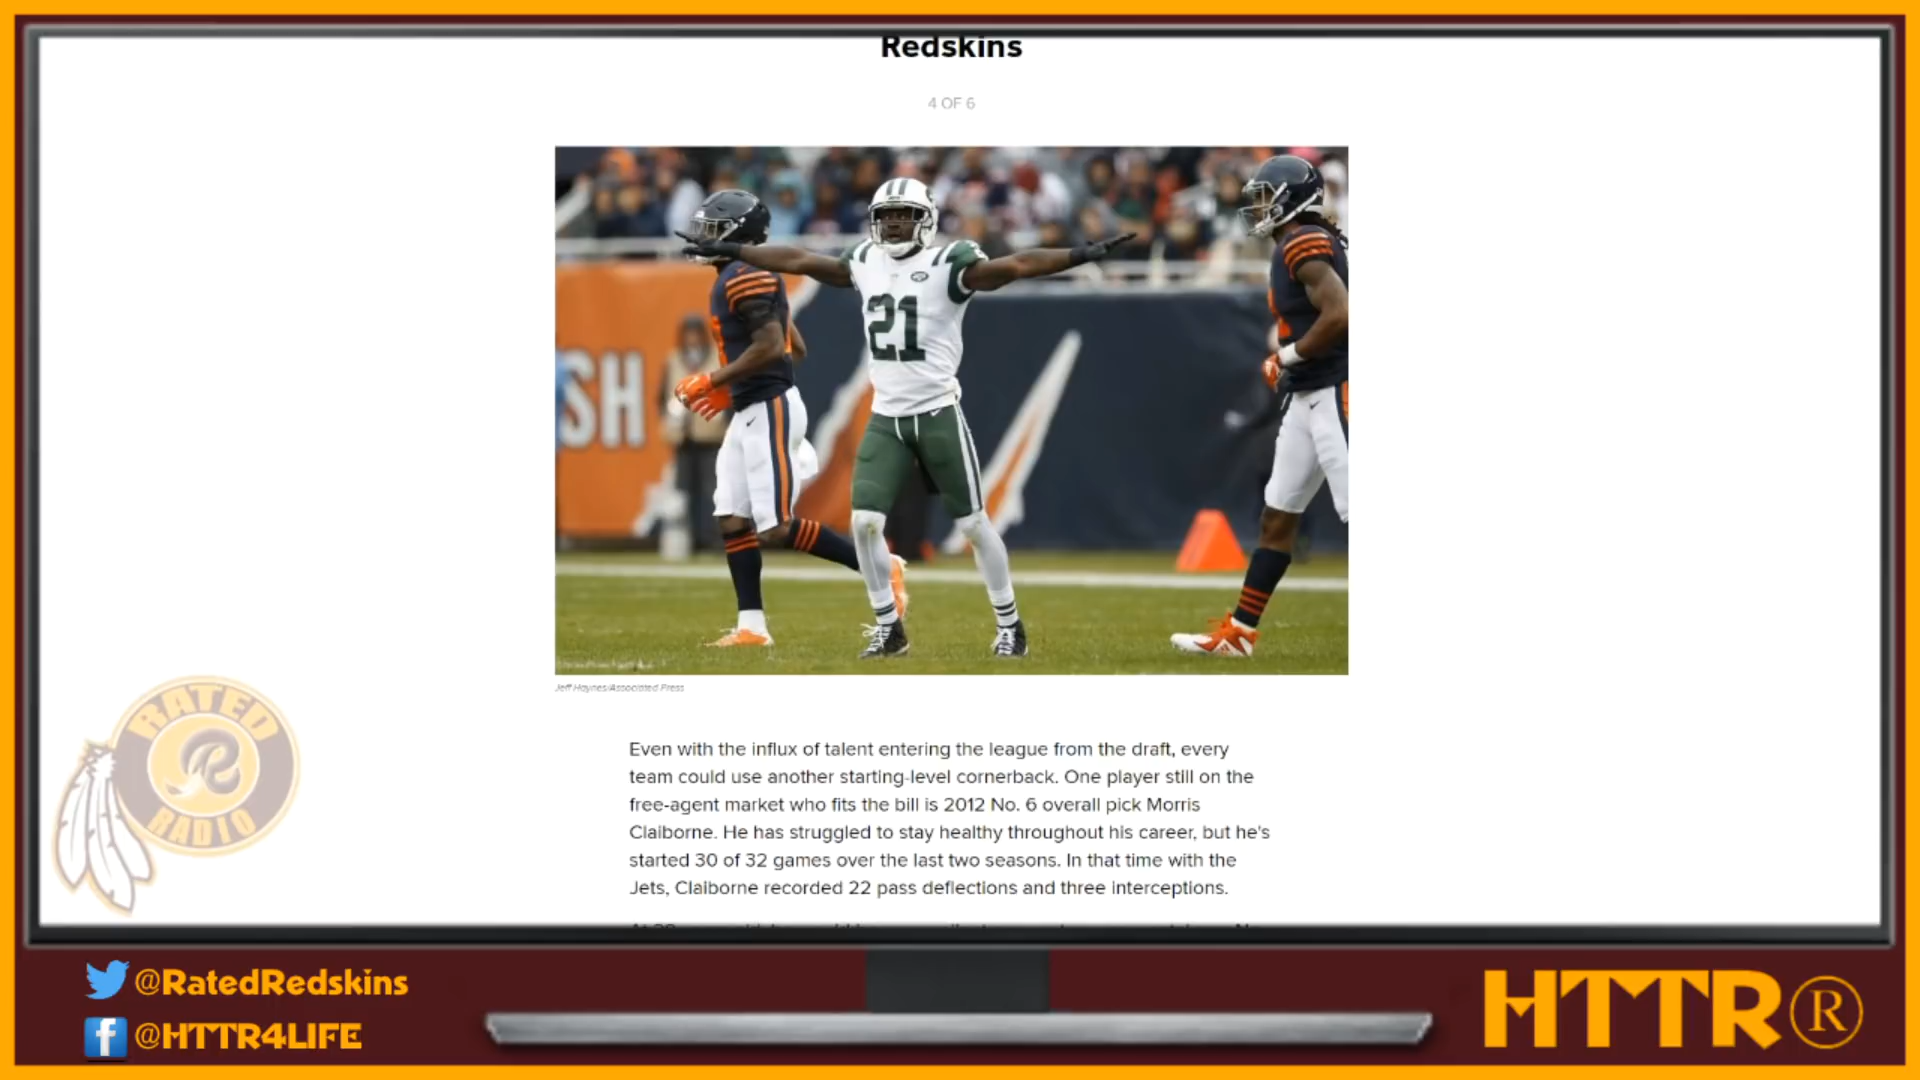 Redskins
4 OF 6
SH
21
Jeff Haynes/Associated Press
Even with the influx of talent entering the league from the draft, every
team could use another starting-level cornerback. One player still on the
free-agent market who fits the bill is 2012 No. 6 overall pick Morris
Claiborne. He has struggled to stay healthy throughout his career, but he's
started 30 of 32 games over the last two seasons. In that time with the
Jets, Claiborne recorded 22 pass deflections and three interceptions.
RATED
R
RADIO
@RatedRedskins
@HTTR4LIFE
HTTR®